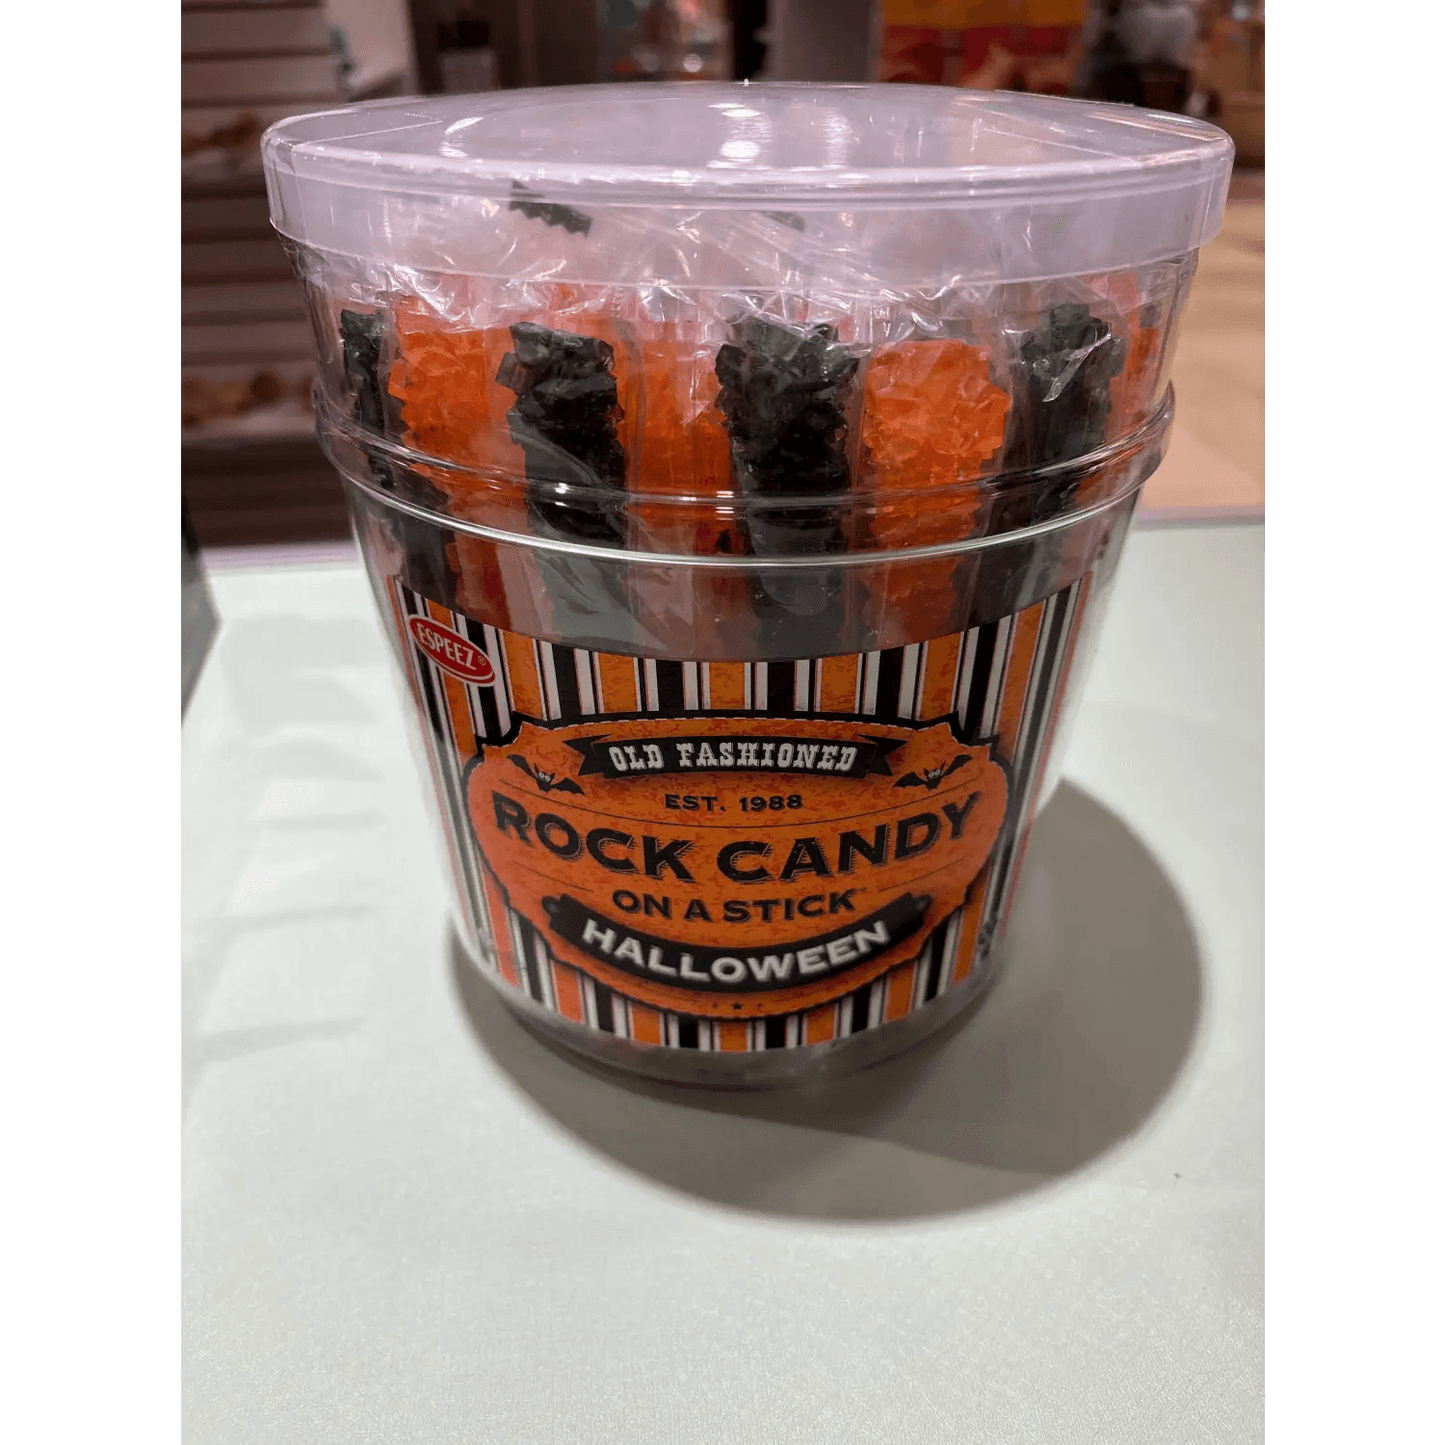 ESPEEZ®
OLD FASHIONED
EST. 1988
ROCK CANDY
ON A STICK
HALLOWEEN